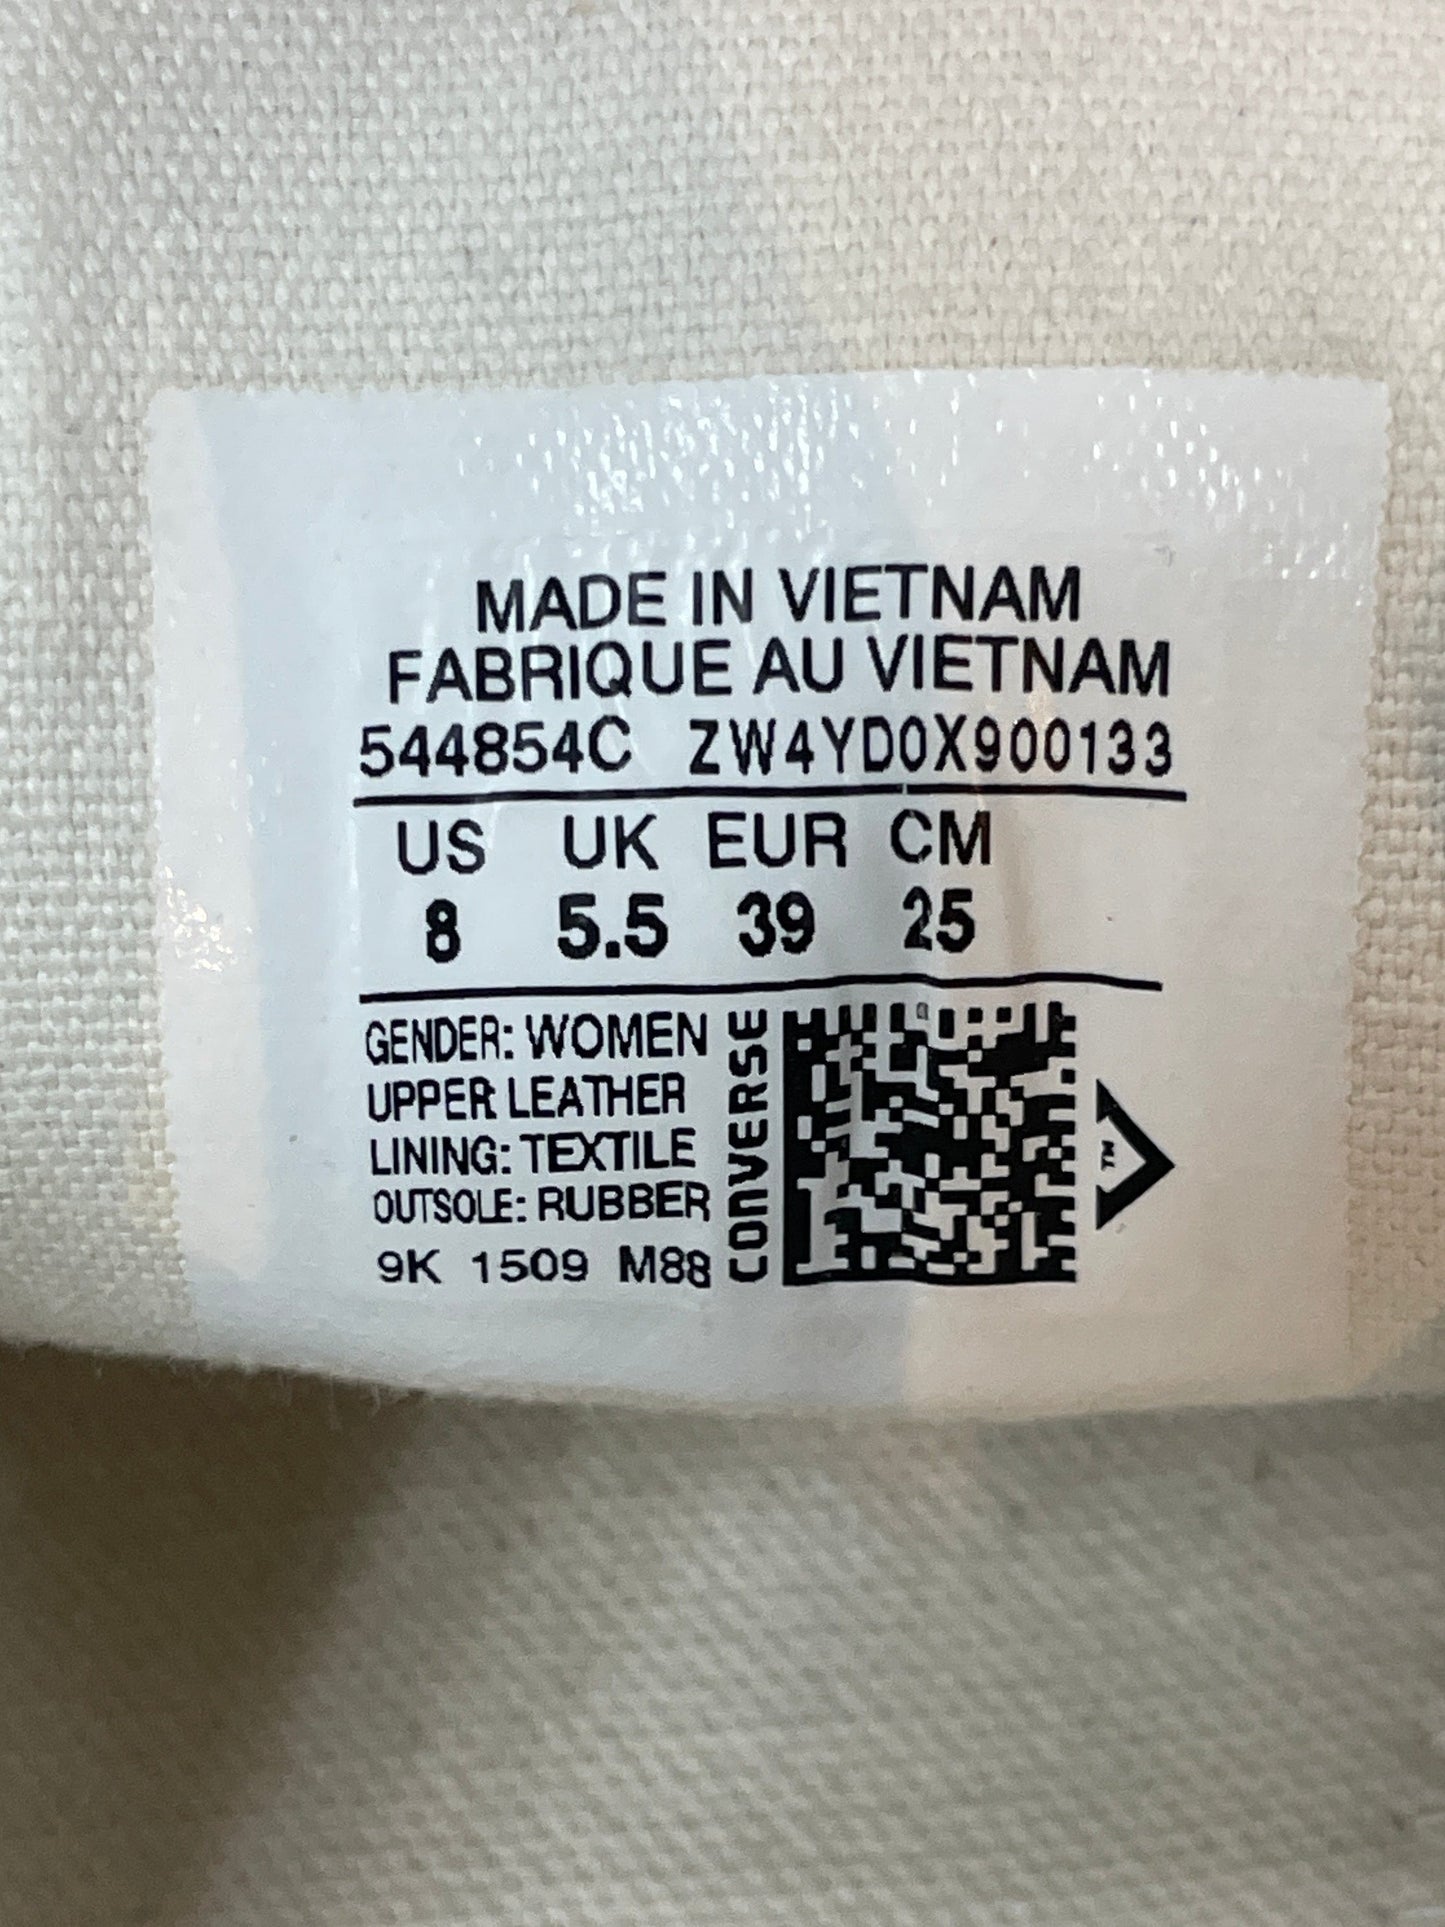 MADE IN VIETNAM
FABRIQUE AU VIETNAM
544854C ZW4YD0X900133
US UK EUR CM
8 5.5 39 25
GENDER: WOMEN
UPPER: LEATHER
LINING: TEXTILE
OUTSOLE: RUBBER
9K 1509 M88
CONVERSE
TM